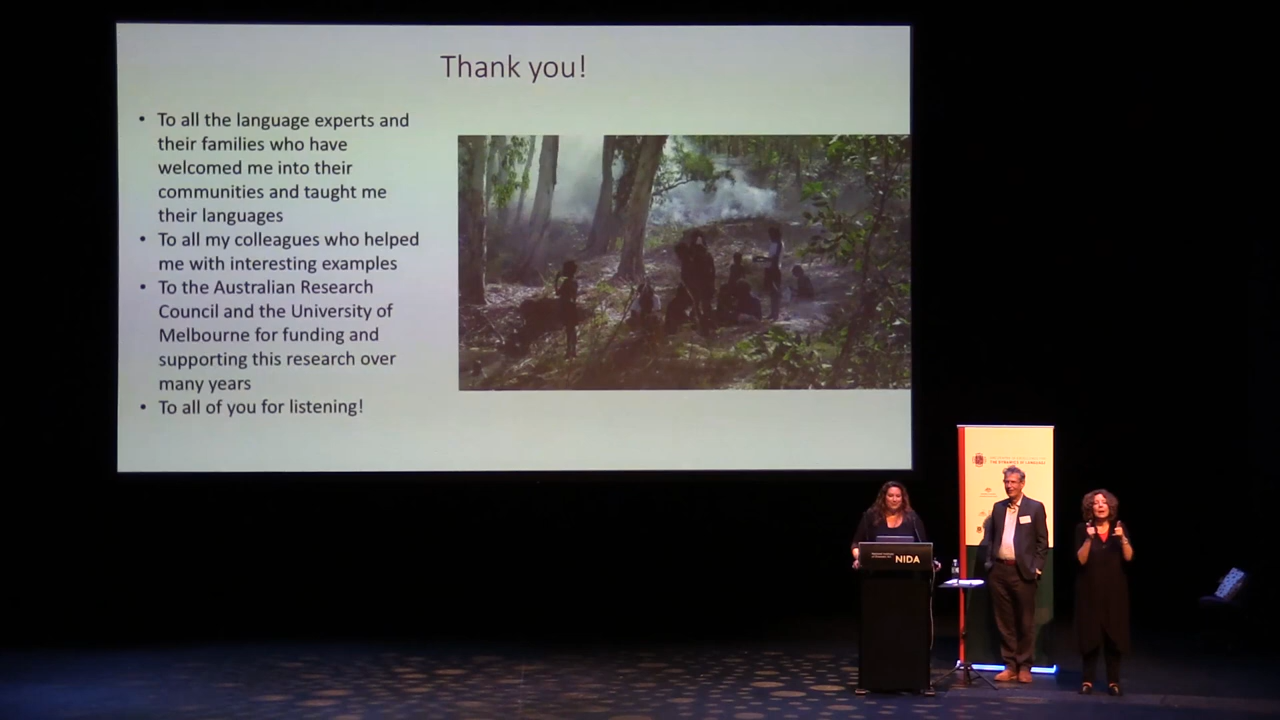 Thank you!
• To all the language experts and
their families who have
welcomed me into their
communities and taught me
their languages
• To all my colleagues who helped
me with interesting examples
• To the Australian Research
Council and the University of
Melbourne for funding and
supporting this research over
many years
• To all of you for listening!
THE DYNAMICS OF LANGUAGE
NIDA